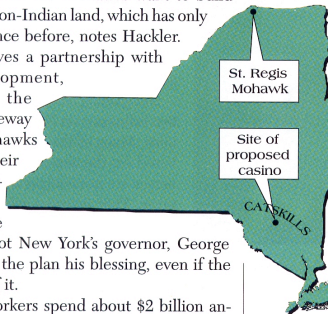 on-Indian land, which has only
nce before, notes Hackler.
ves a partnership with
opment,
the
eway
hawks
eir
St. Regis
Mohawk
Site of
proposed
casino
CATSKILLS
ot New York's governor, George
the plan his blessing, even if the
it.
orkers spend about $2 billion an-